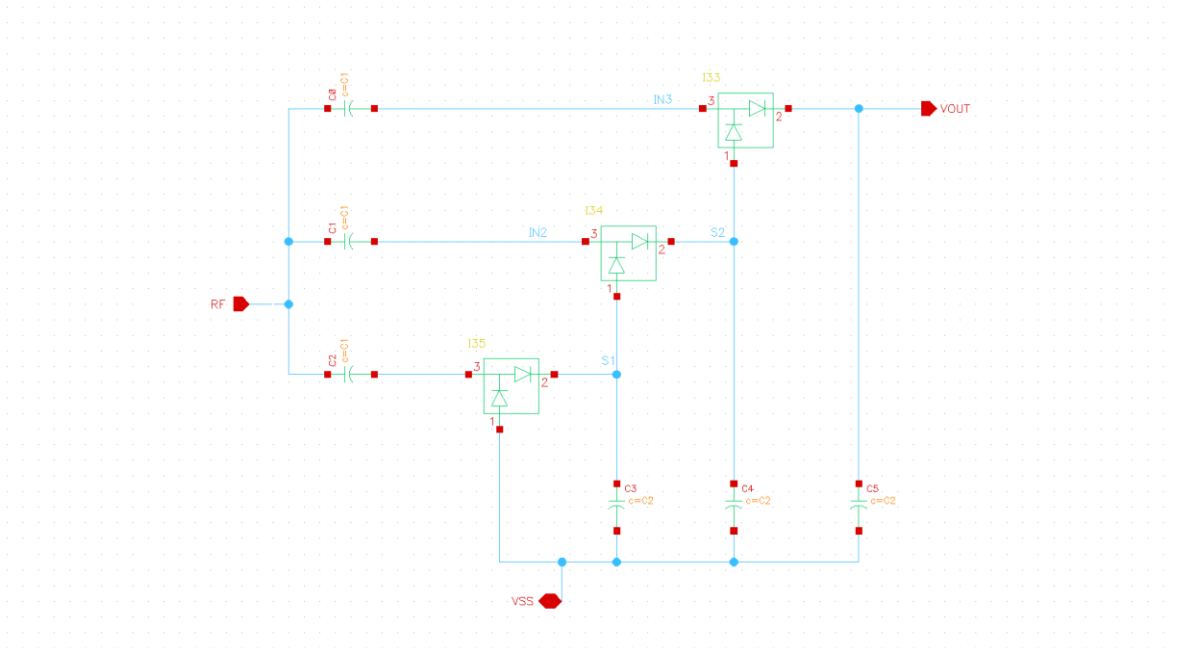 I33
C0
c=C1
IN3
3
2
VOUT
1
I34
C1
c=C1
IN2
3
S2
2
1
RF
I35
C2
c=C1
3
S1
2
1
C3
c=C2
C4
c=C2
C5
c=C2
VSS